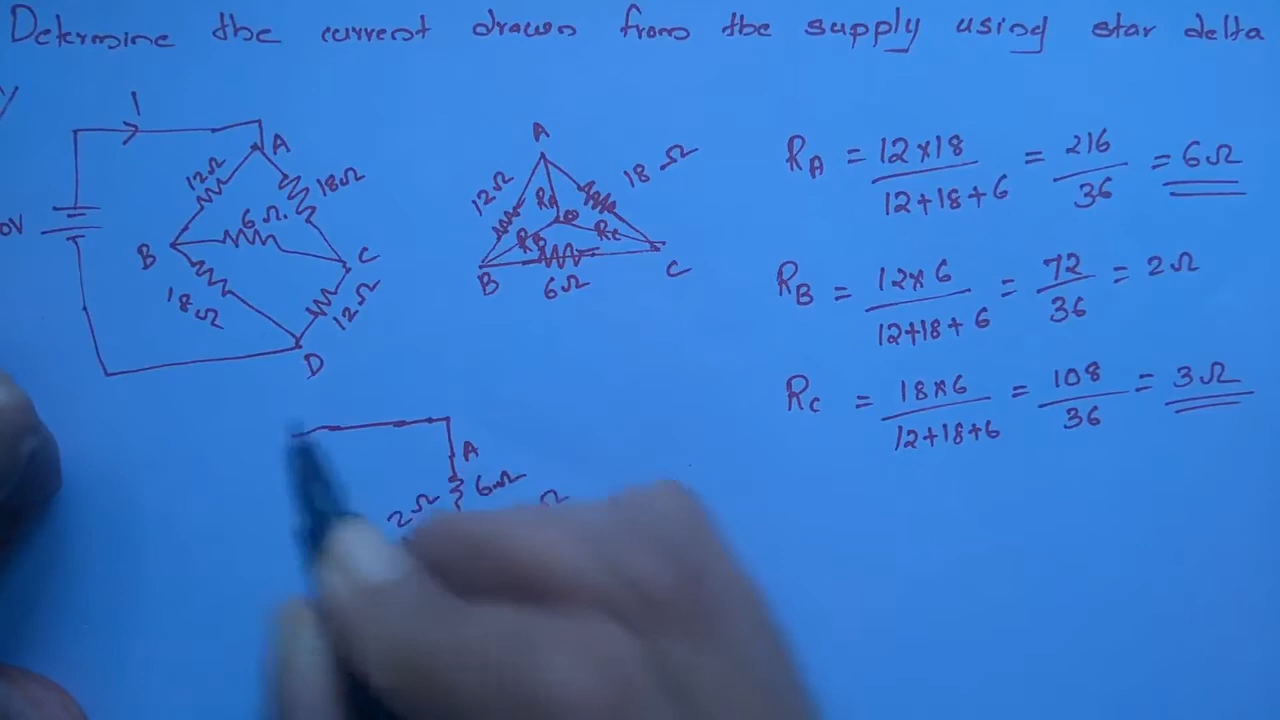 Determine the current drawn from the supply using star delta
I
A
12Ω
18Ω
6Ω.
0V
B
C
18Ω
12Ω
D
A
12Ω
18Ω
RA
RB
RC
B
6Ω
C
RA = 12×18 / 12+18+6 = 216 / 36 = 6Ω
RB = 12×6 / 12+18+6 = 72 / 36 = 2Ω
RC = 18×6 / 12+18+6 = 108 / 36 = 3Ω
A
2Ω
6Ω
Ω